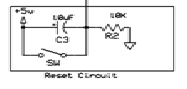 +5v
10uF
10K
C3
R2
SW
Reset Circuit